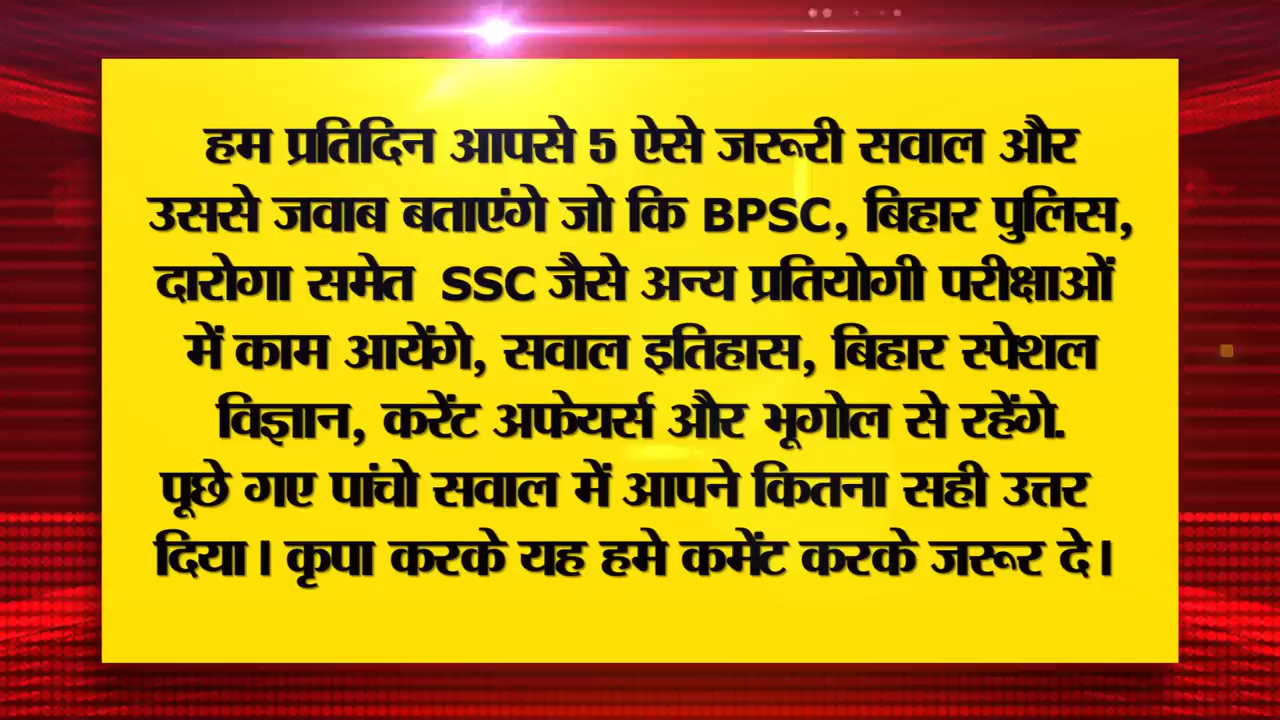 हम प्रतिदिन आपसे 5 ऐसे जरूरी सवाल और
उससे जवाब बताएंगे जो कि BPSC, बिहार पुलिस,
दारोगा समेत SSC जैसे अन्य प्रतियोगी परीक्षाओं
में काम आयेंगे, सवाल इतिहास, बिहार स्पेशल
विज्ञान, करेंट अफेयर्स और भूगोल से रहेंगे.
पूछे गए पांचो सवाल में आपने कितना सही उत्तर
दिया। कृपा करके यह हमे कमेंट करके जरूर दे।